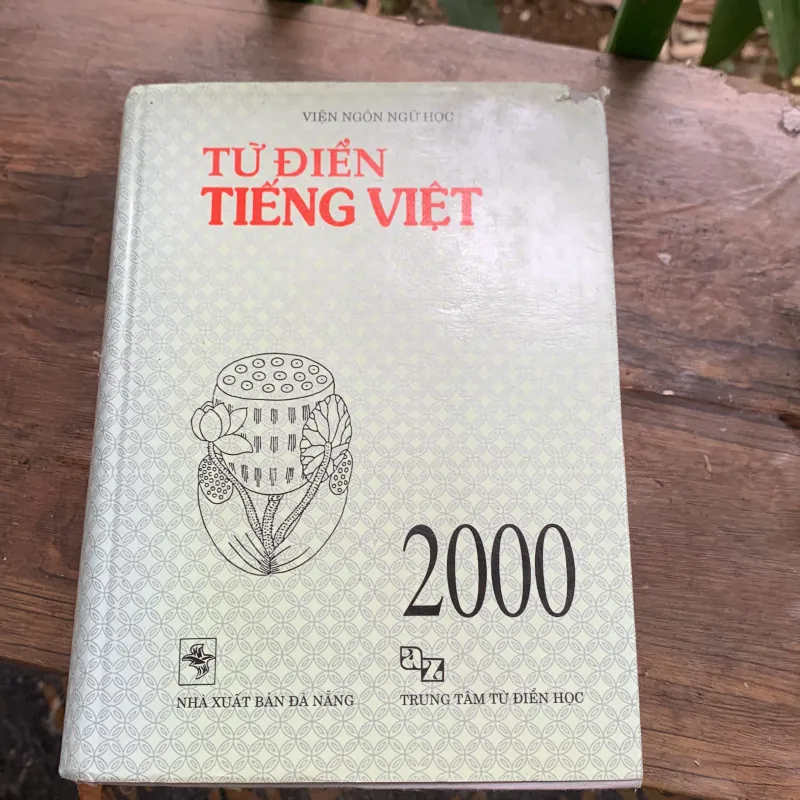 VIỆN NGÔN NGỮ HỌC
TỪ ĐIỂN
TIẾNG VIỆT
2000
az
NHÀ XUẤT BẢN ĐÀ NẴNG
TRUNG TÂM TỪ ĐIỂN HỌC